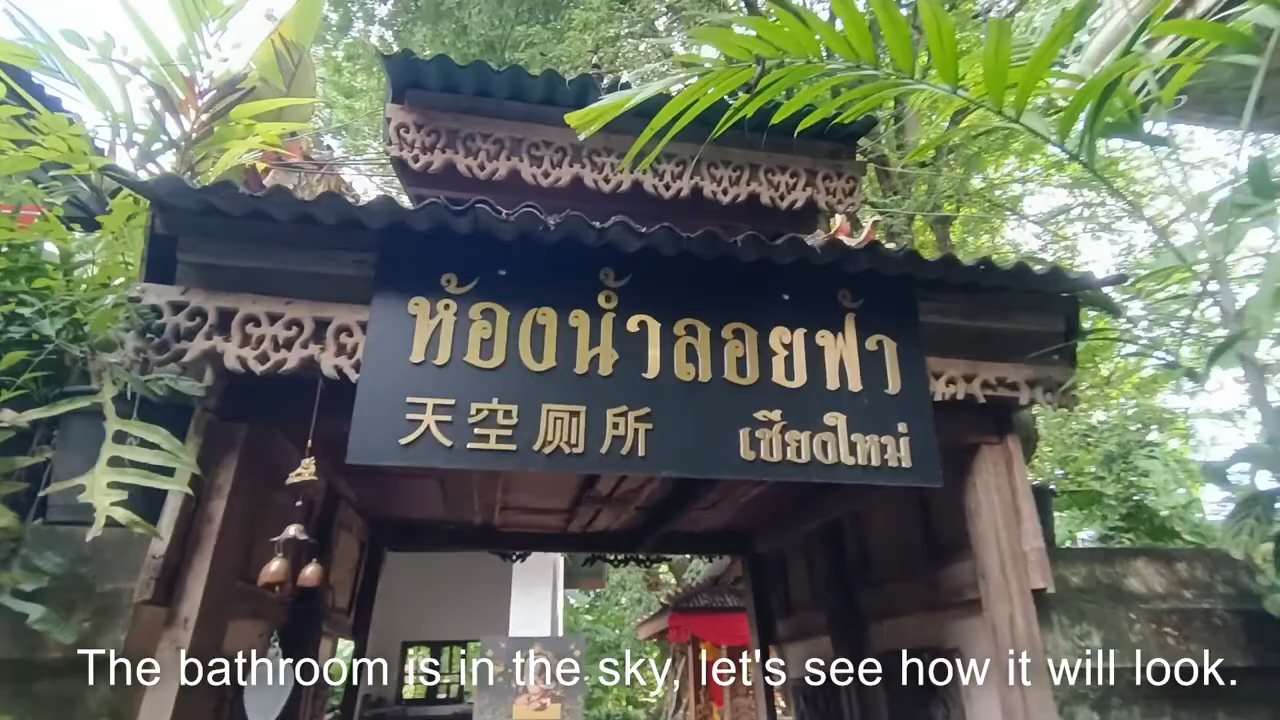 ห้องน้ำลอยฟ้า
天空厕所 เชียงใหม่
The bathroom is in the sky, let's see how it will look.